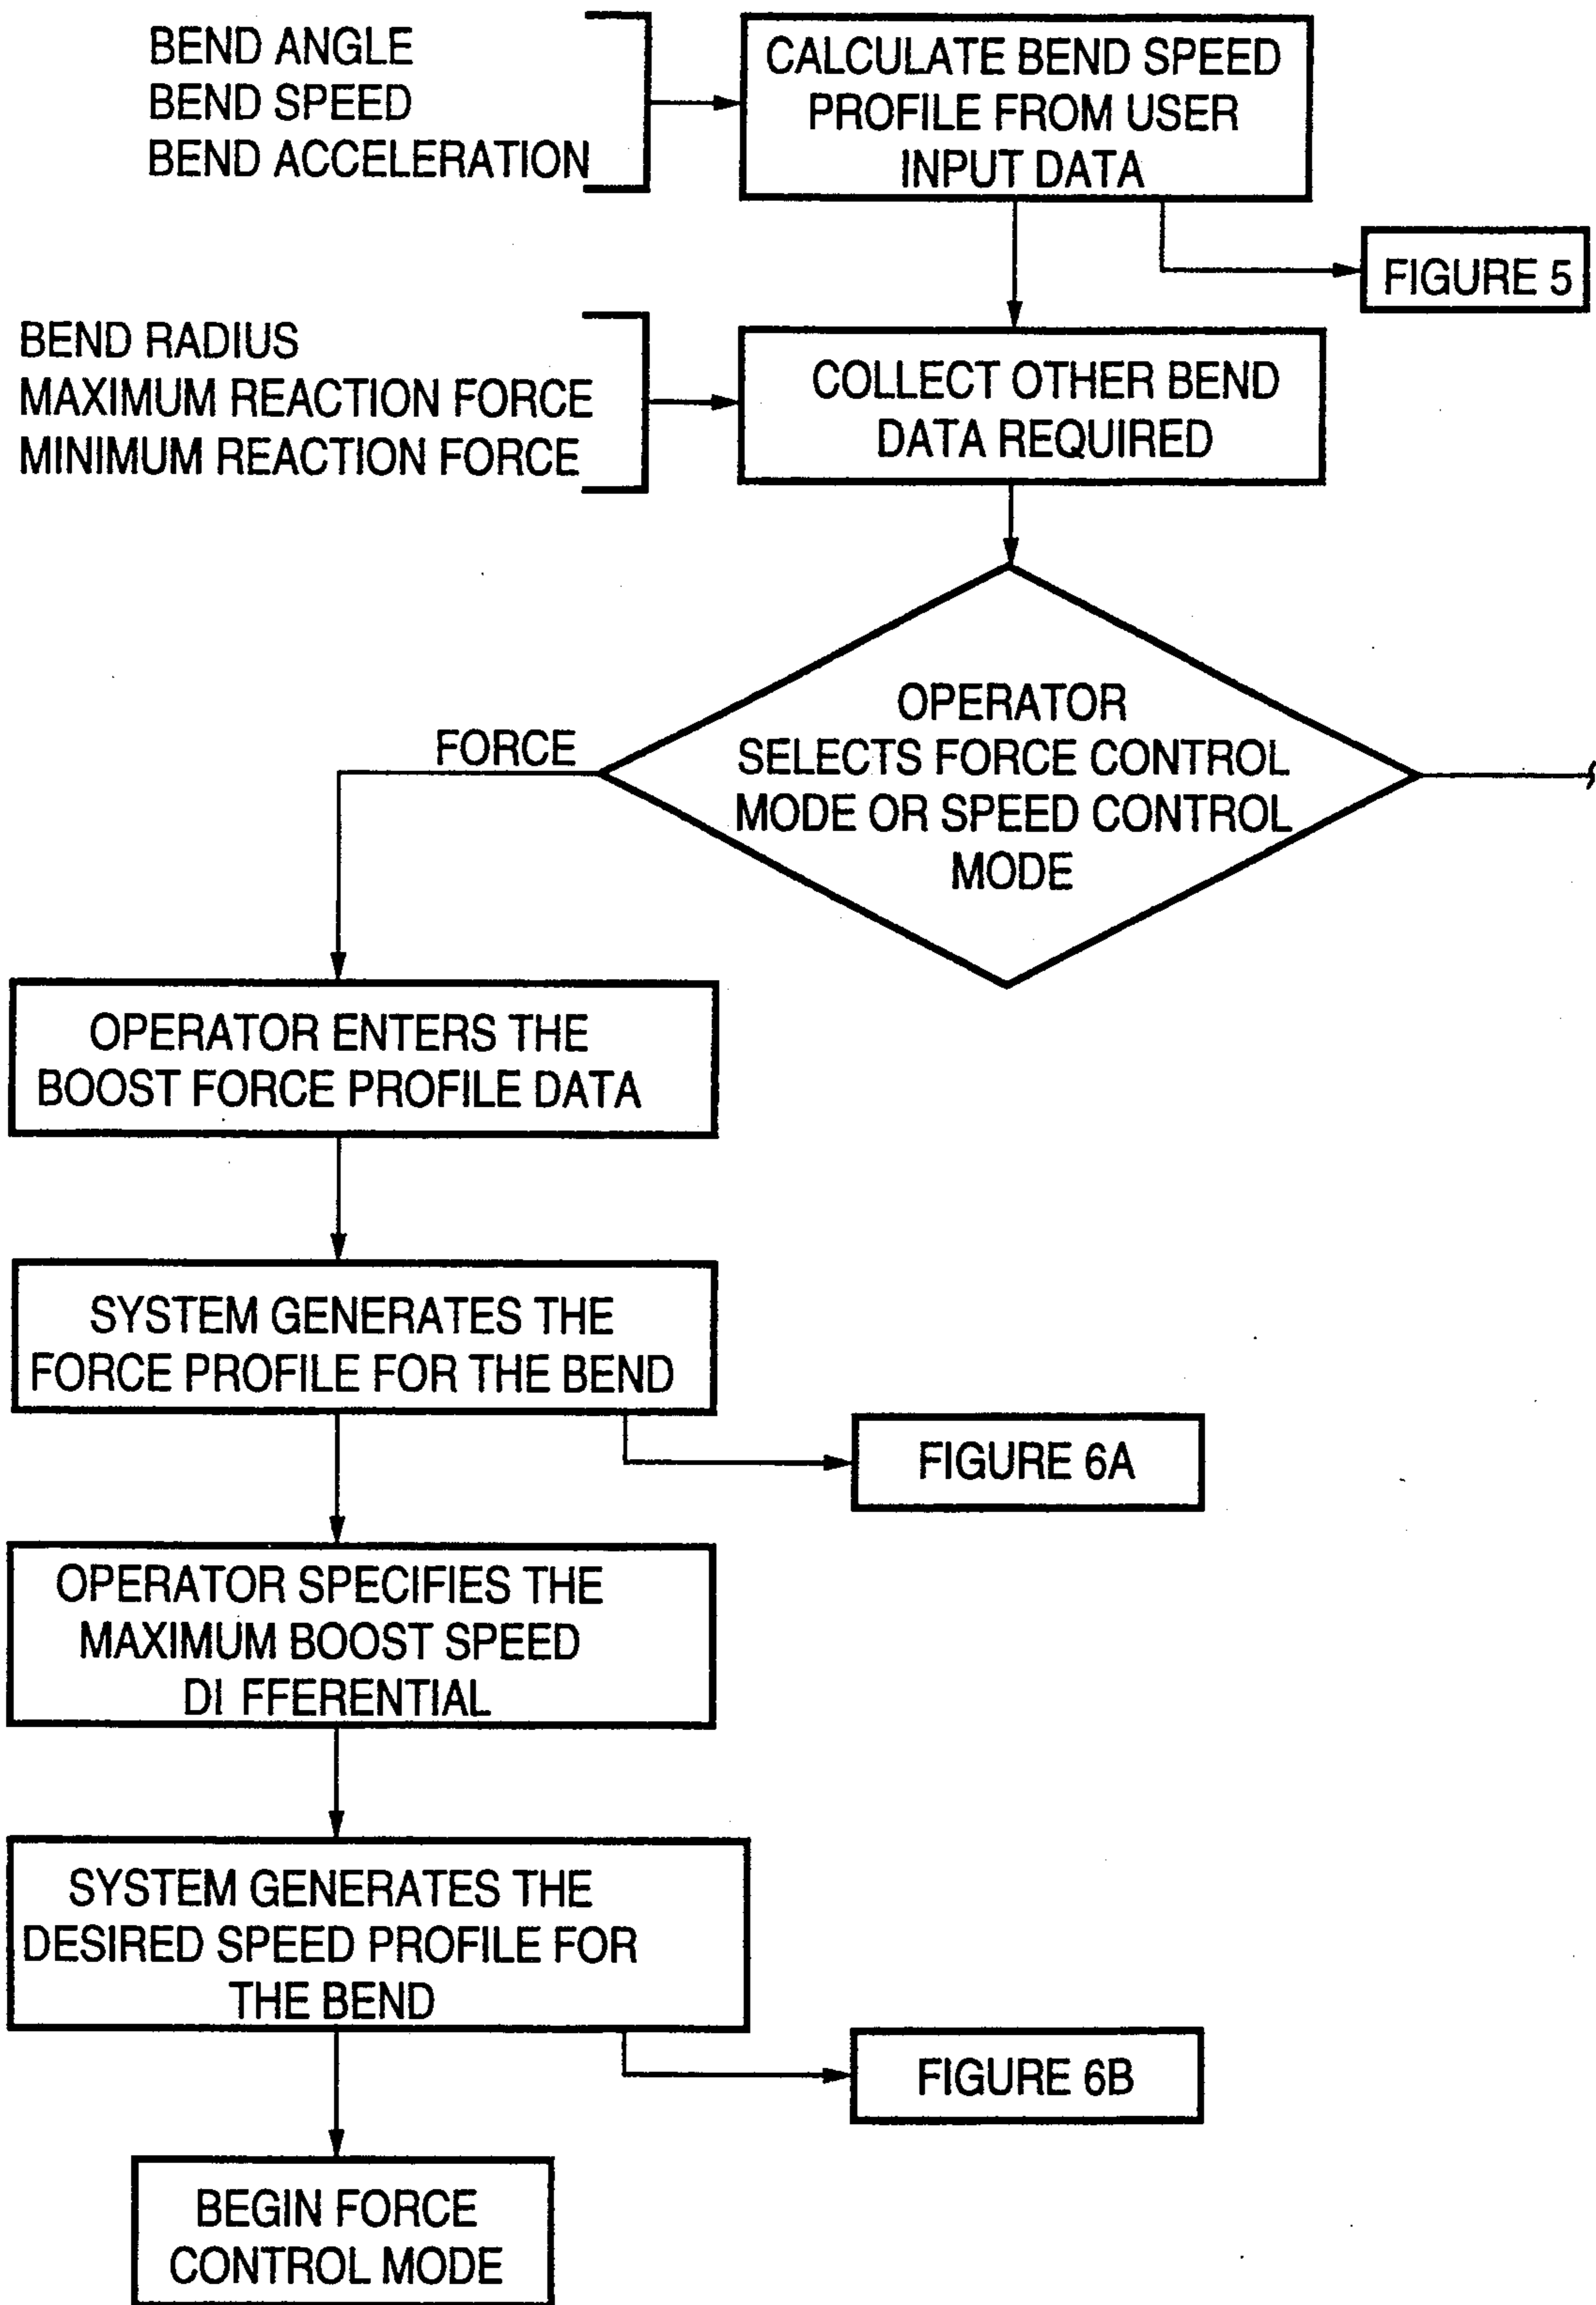 BEND ANGLE
BEND SPEED
BEND ACCELERATION
CALCULATE BEND SPEED
PROFILE FROM USER
INPUT DATA
FIGURE 5
BEND RADIUS
MAXIMUM REACTION FORCE
MINIMUM REACTION FORCE
COLLECT OTHER BEND
DATA REQUIRED
OPERATOR
SELECTS FORCE CONTROL
MODE OR SPEED CONTROL
MODE
FORCE
OPERATOR ENTERS THE
BOOST FORCE PROFILE DATA
SYSTEM GENERATES THE
FORCE PROFILE FOR THE BEND
FIGURE 6A
OPERATOR SPECIFIES THE
MAXIMUM BOOST SPEED
DI FFERENTIAL
SYSTEM GENERATES THE
DESIRED SPEED PROFILE FOR
THE BEND
FIGURE 6B
BEGIN FORCE
CONTROL MODE